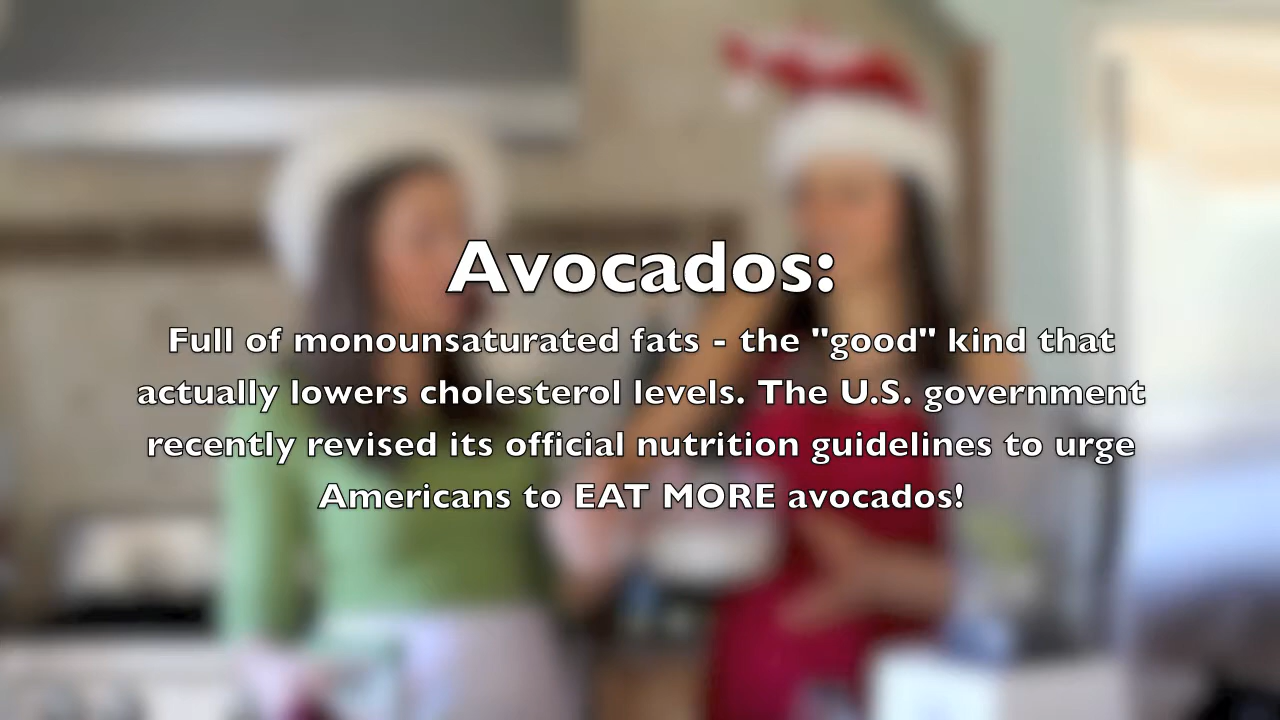 Avocados:
Full of monounsaturated fats - the "good" kind that
actually lowers cholesterol levels. The U.S. government
recently revised its official nutrition guidelines to urge
Americans to EAT MORE avocados!